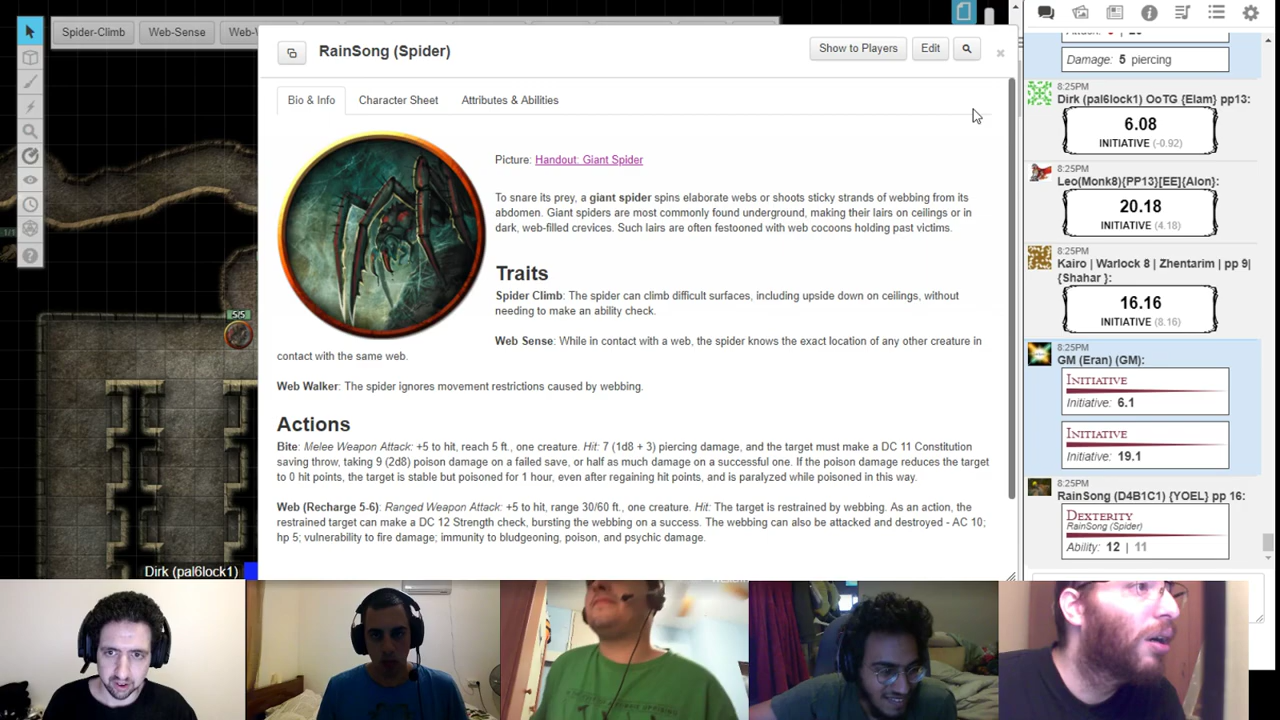 Spider-Climb
Web-Sense
RainSong (Spider)
Show to Players
Edit
Bio & Info
Character Sheet
Attributes & Abilities
Picture: Handout: Giant Spider
To snare its prey, a giant spider spins elaborate webs or shoots sticky strands of webbing from its
abdomen. Giant spiders are most commonly found underground, making their lairs on ceilings or in
dark, web-filled crevices. Such lairs are often festooned with web cocoons holding past victims.
Traits
Spider Climb: The spider can climb difficult surfaces, including upside down on ceilings, without
needing to make an ability check.
Web Sense: While in contact with a web, the spider knows the exact location of any other creature in
contact with the same web.
Web Walker: The spider ignores movement restrictions caused by webbing.
Actions
Bite: Melee Weapon Attack: +5 to hit, reach 5 ft., one creature. Hit: 7 (1d8 + 3) piercing damage, and the target must make a DC 11 Constitution
saving throw, taking 9 (2d8) poison damage on a failed save, or half as much damage on a successful one. If the poison damage reduces the target
to 0 hit points, the target is stable but poisoned for 1 hour, even after regaining hit points, and is paralyzed while poisoned in this way.
Web (Recharge 5-6): Ranged Weapon Attack: +5 to hit, range 30/60 ft., one creature. Hit: The target is restrained by webbing. As an action, the
restrained target can make a DC 12 Strength check, bursting the webbing on a success. The webbing can also be attacked and destroyed - AC 10;
hp 5; vulnerability to fire damage; immunity to bludgeoning, poison, and psychic damage.
5/5
Dirk (pal6lock1)
Damage: 5 piercing
8:25PM
Dirk (pal6lock1) OoTG {Elam} pp13:
6.08
INITIATIVE (-0.92)
8:25PM
Leo(Monk8){PP13}[EE]{Alon}:
20.18
INITIATIVE (4.18)
8:25PM
Kairo | Warlock 8 | Zhentarim | pp 9|
{Shahar }:
16.16
INITIATIVE (8.16)
8:25PM
GM (Eran) (GM):
INITIATIVE
Initiative: 6.1
INITIATIVE
Initiative: 19.1
8:25PM
RainSong (D4B1C1) {YOEL} pp 16:
DEXTERITY
RainSong (Spider)
Ability: 12 | 11